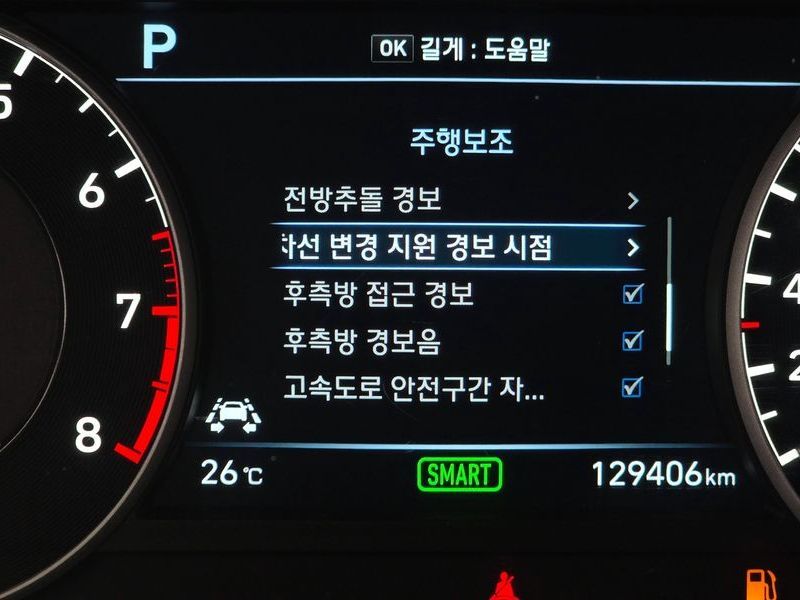 P
OK 길게 : 도움말
주행보조
전방추돌 경보
차선 변경 지원 경보 시점
후측방 접근 경보
후측방 경보음
고속도로 안전구간 자...
26℃
SMART
129406km
5
6
7
8
4
2